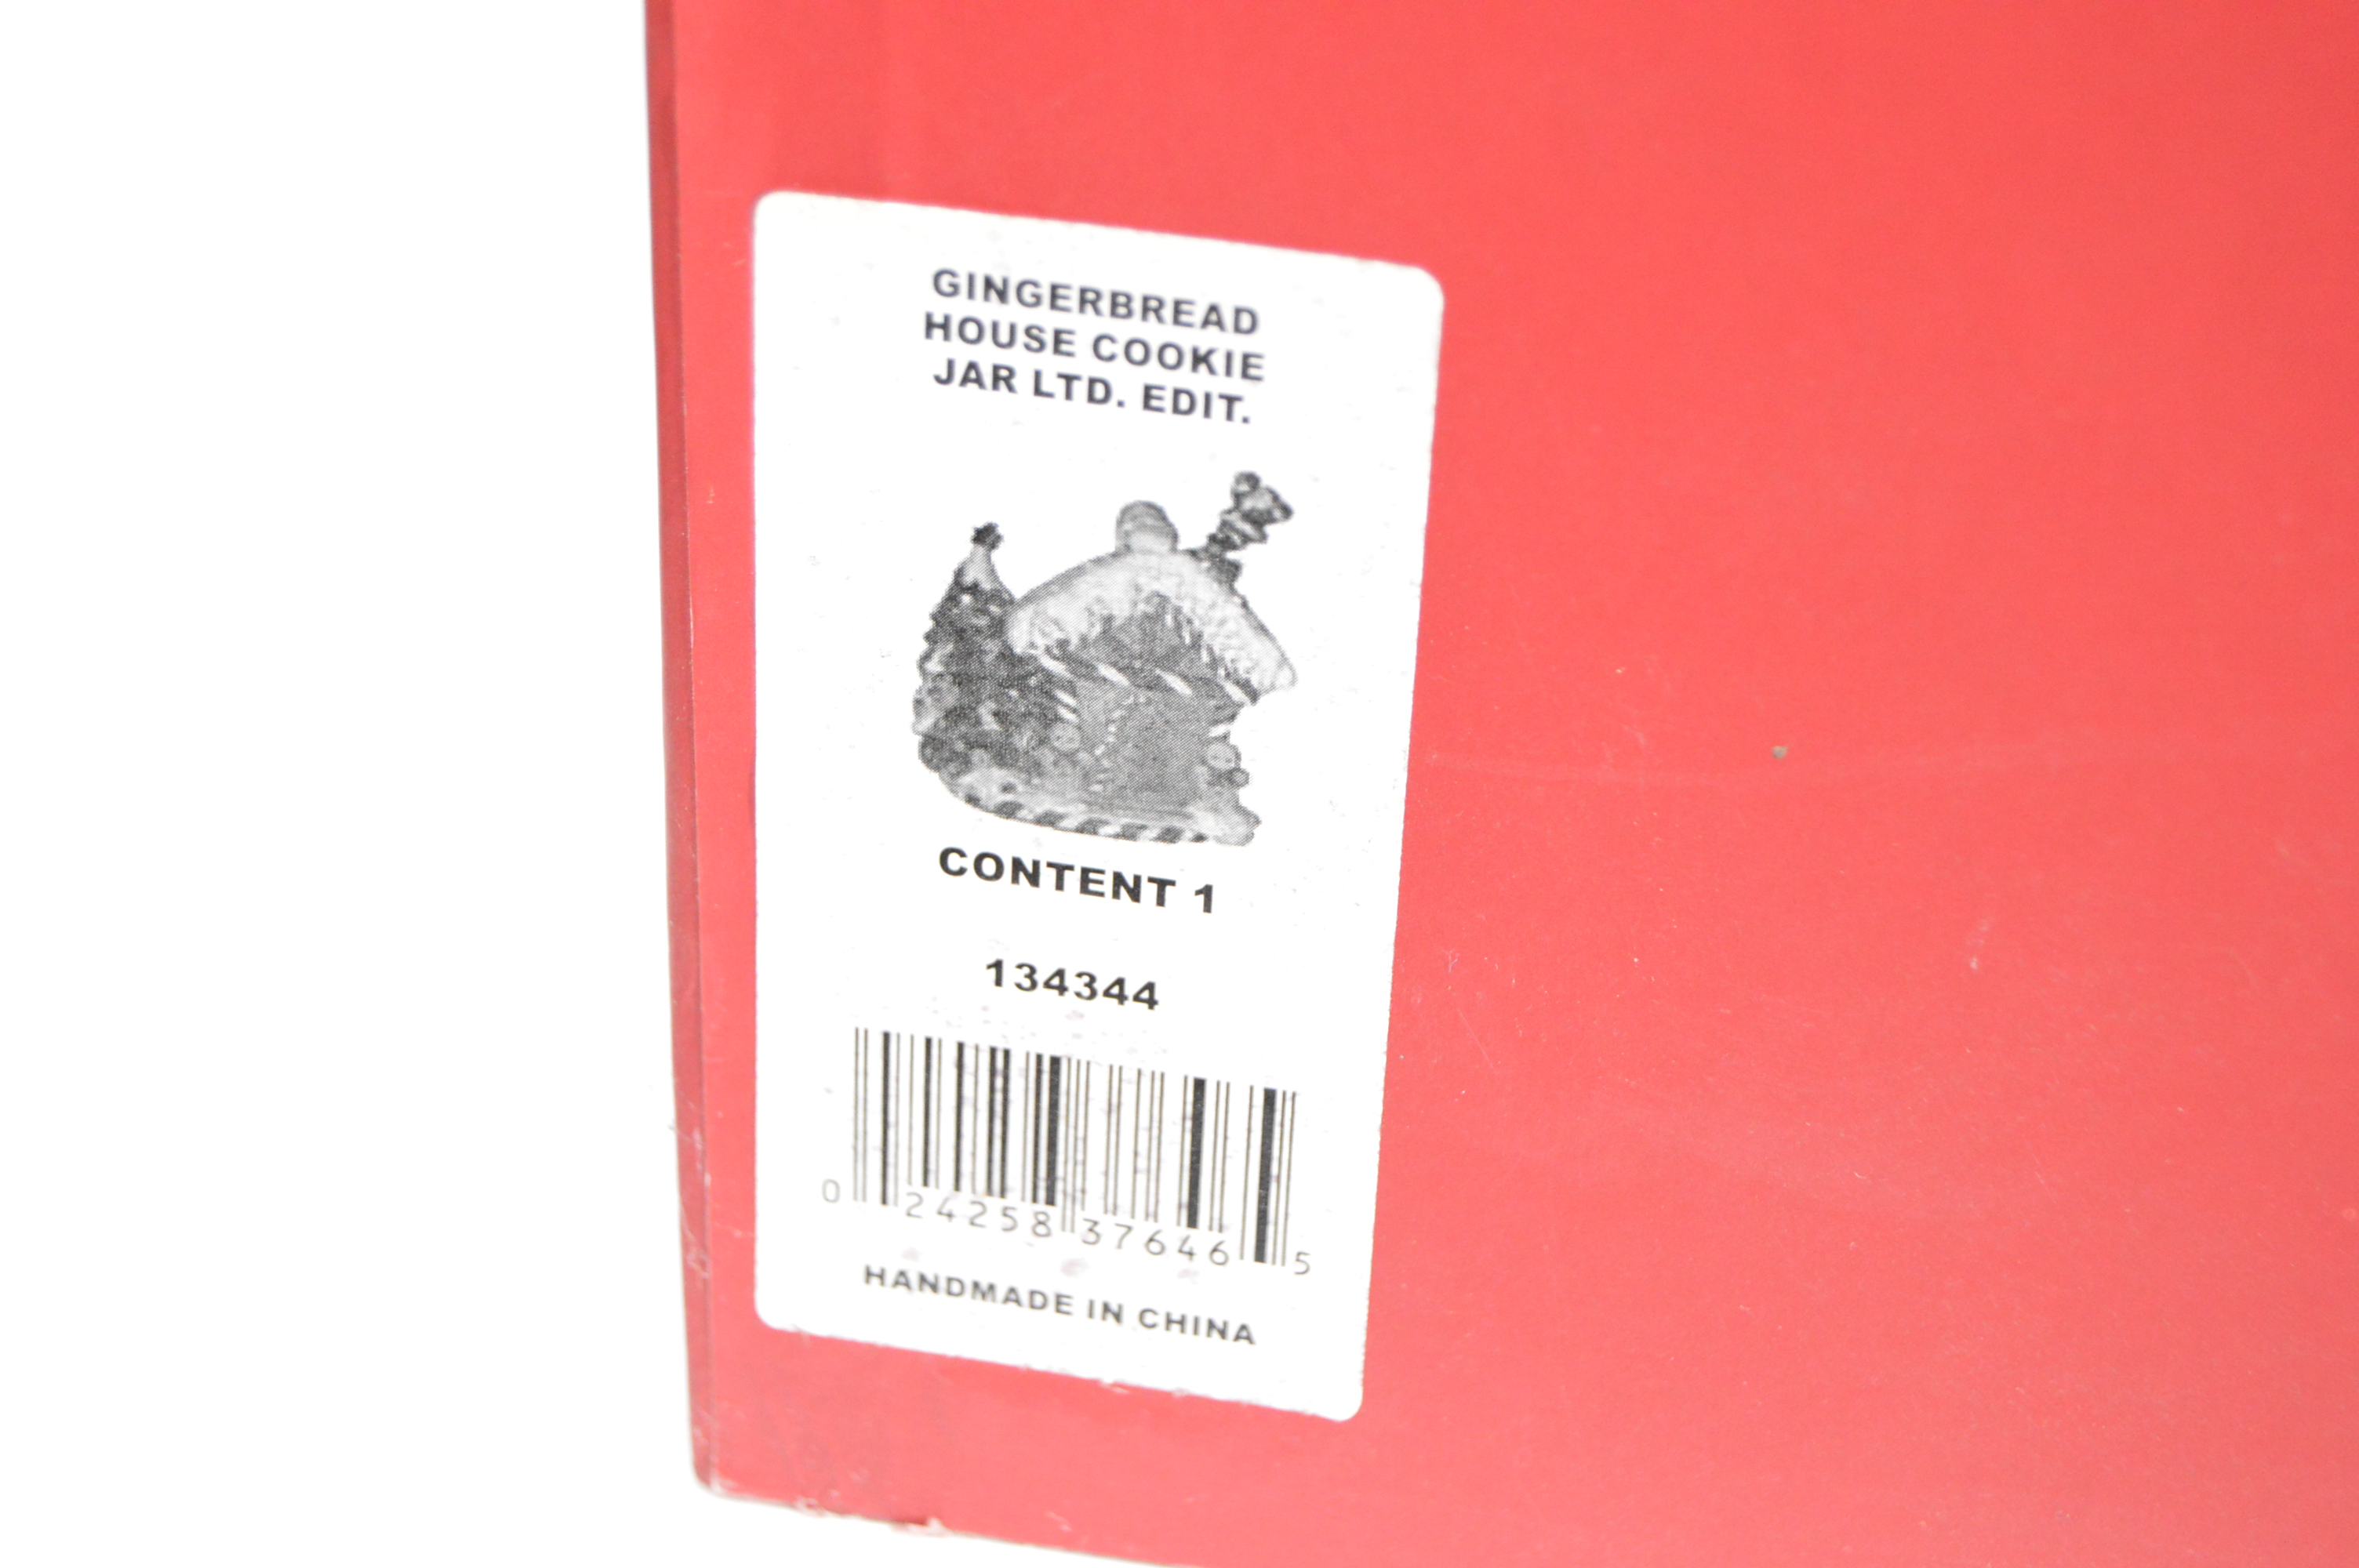 GINGERBREAD
HOUSE COOKIE
JAR LTD. EDIT.
CONTENT 1
134344
0 24258 37646 5
HANDMADE IN CHINA